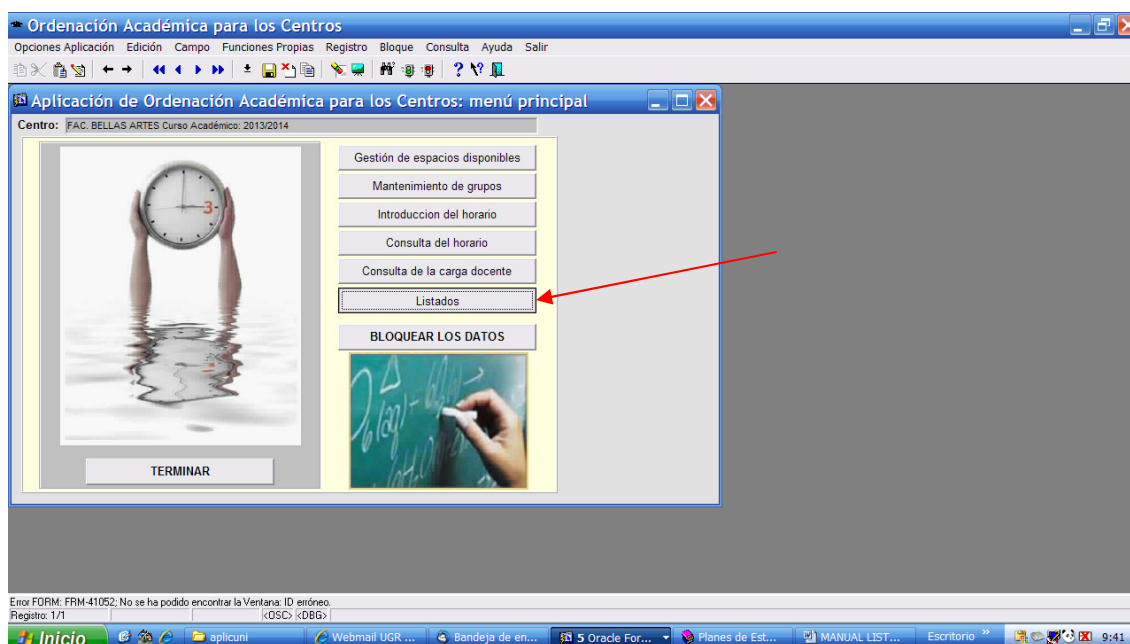 Ordenación Académica para los Centros
Opciones Aplicación Edición Campo Funciones Propias Registro Bloque Consulta Ayuda Salir
Aplicación de Ordenación Académica para los Centros: menú principal
Centro: FAC. BELLAS ARTES Curso Académico: 2013/2014
Gestión de espacios disponibles
Mantenimiento de grupos
Introduccion del horario
Consulta del horario
Consulta de la carga docente
Listados
BLOQUEAR LOS DATOS
TERMINAR
Error FORM: FRM-41052; No se ha podido encontrar la Ventana: ID erróneo.
Registro: 1/1 <OSC> <DBG>
Inicio aplicuni Webmail UGR ... Bandeja de en... 5 Oracle For... Planes de Est... MANUAL LIST... Escritorio » 9:41